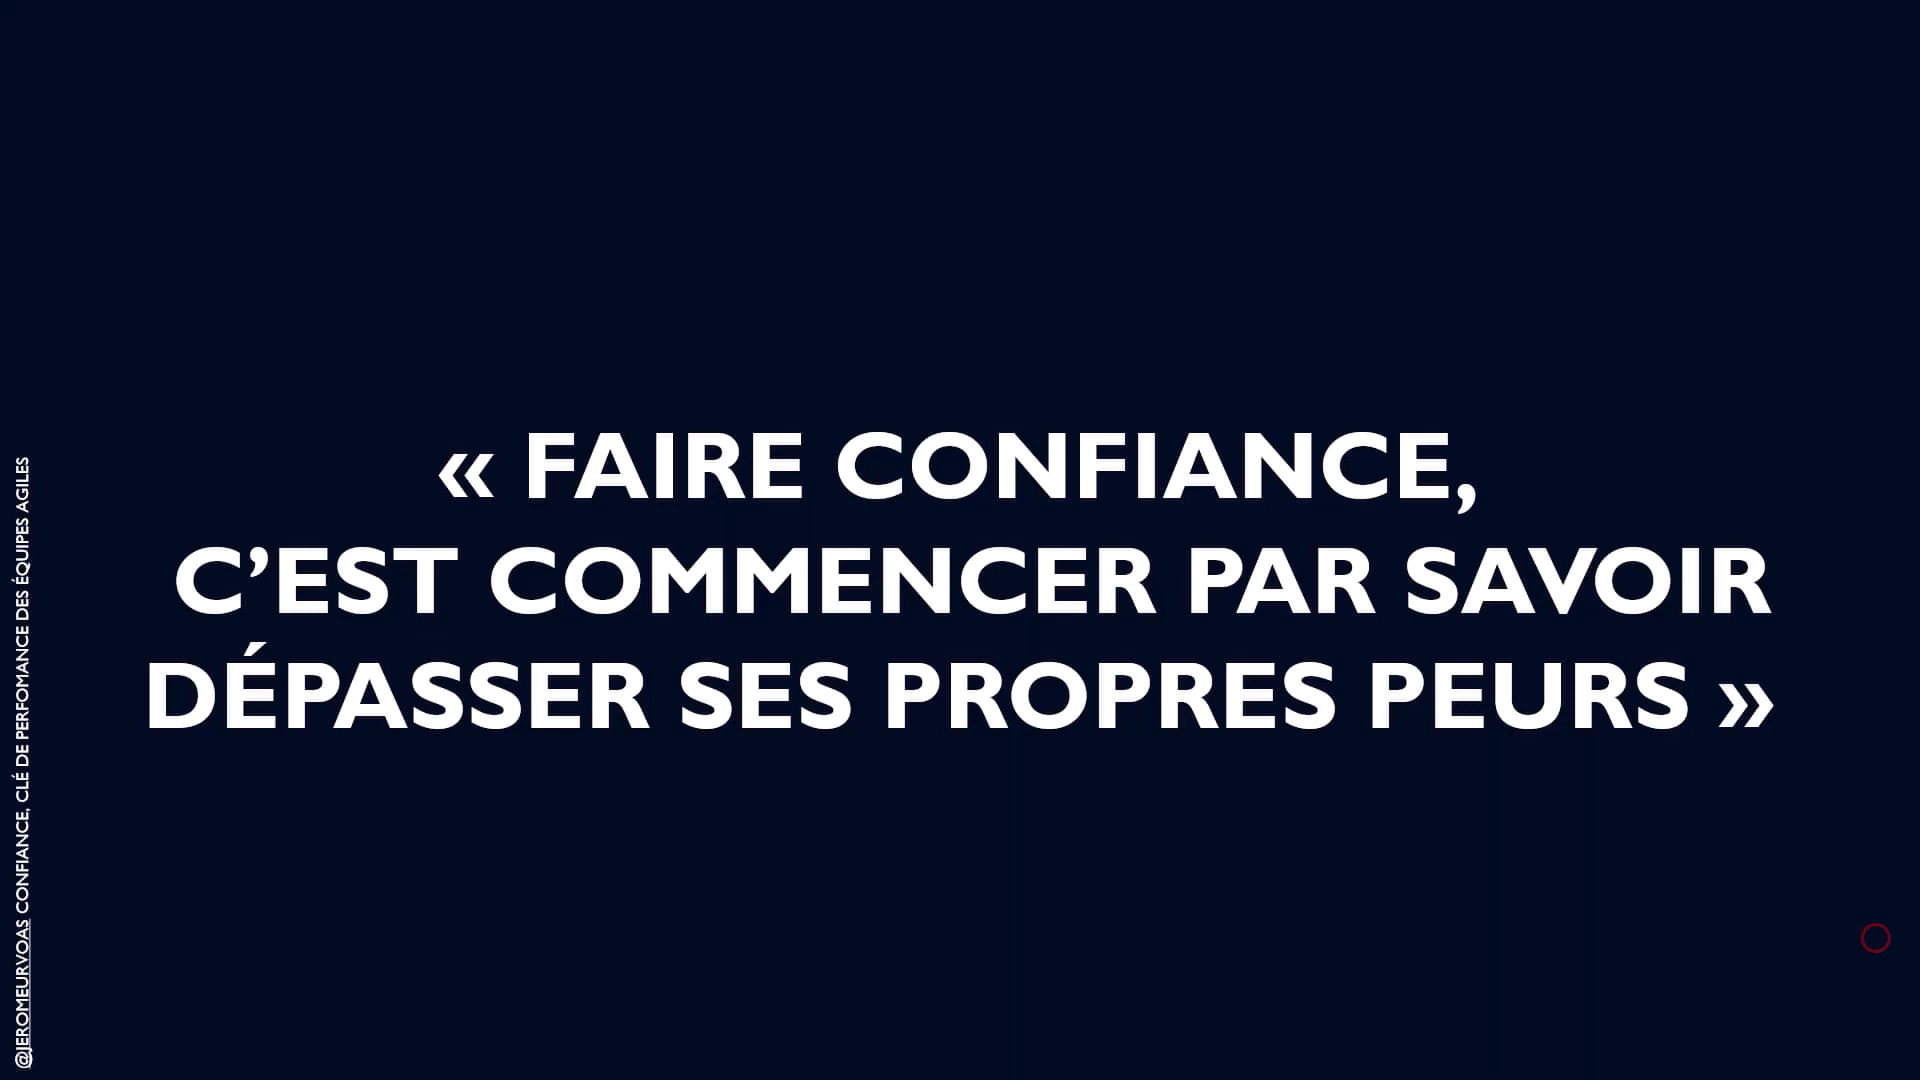 « FAIRE CONFIANCE,
C’EST COMMENCER PAR SAVOIR
DÉPASSER SES PROPRES PEURS »
@JEROMEURVOAS CONFIANCE, CLÉ DE PERFOMANCE DES ÉQUIPES AGILES